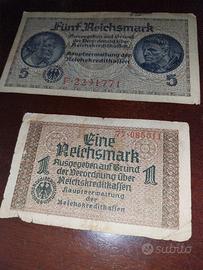 Fünf Reichsmark
Ausgegeben auf Grund
der Verordnung über
Reichskreditkassen
Hauptverwaltung der
Reichskreditkassen
5
5
Eine
Reichsmark
1
Ausgegeben auf Grund
der Verordnung über
Reichskreditkassen
1
Hauptverwaltung
der Reichskreditkassen
subito